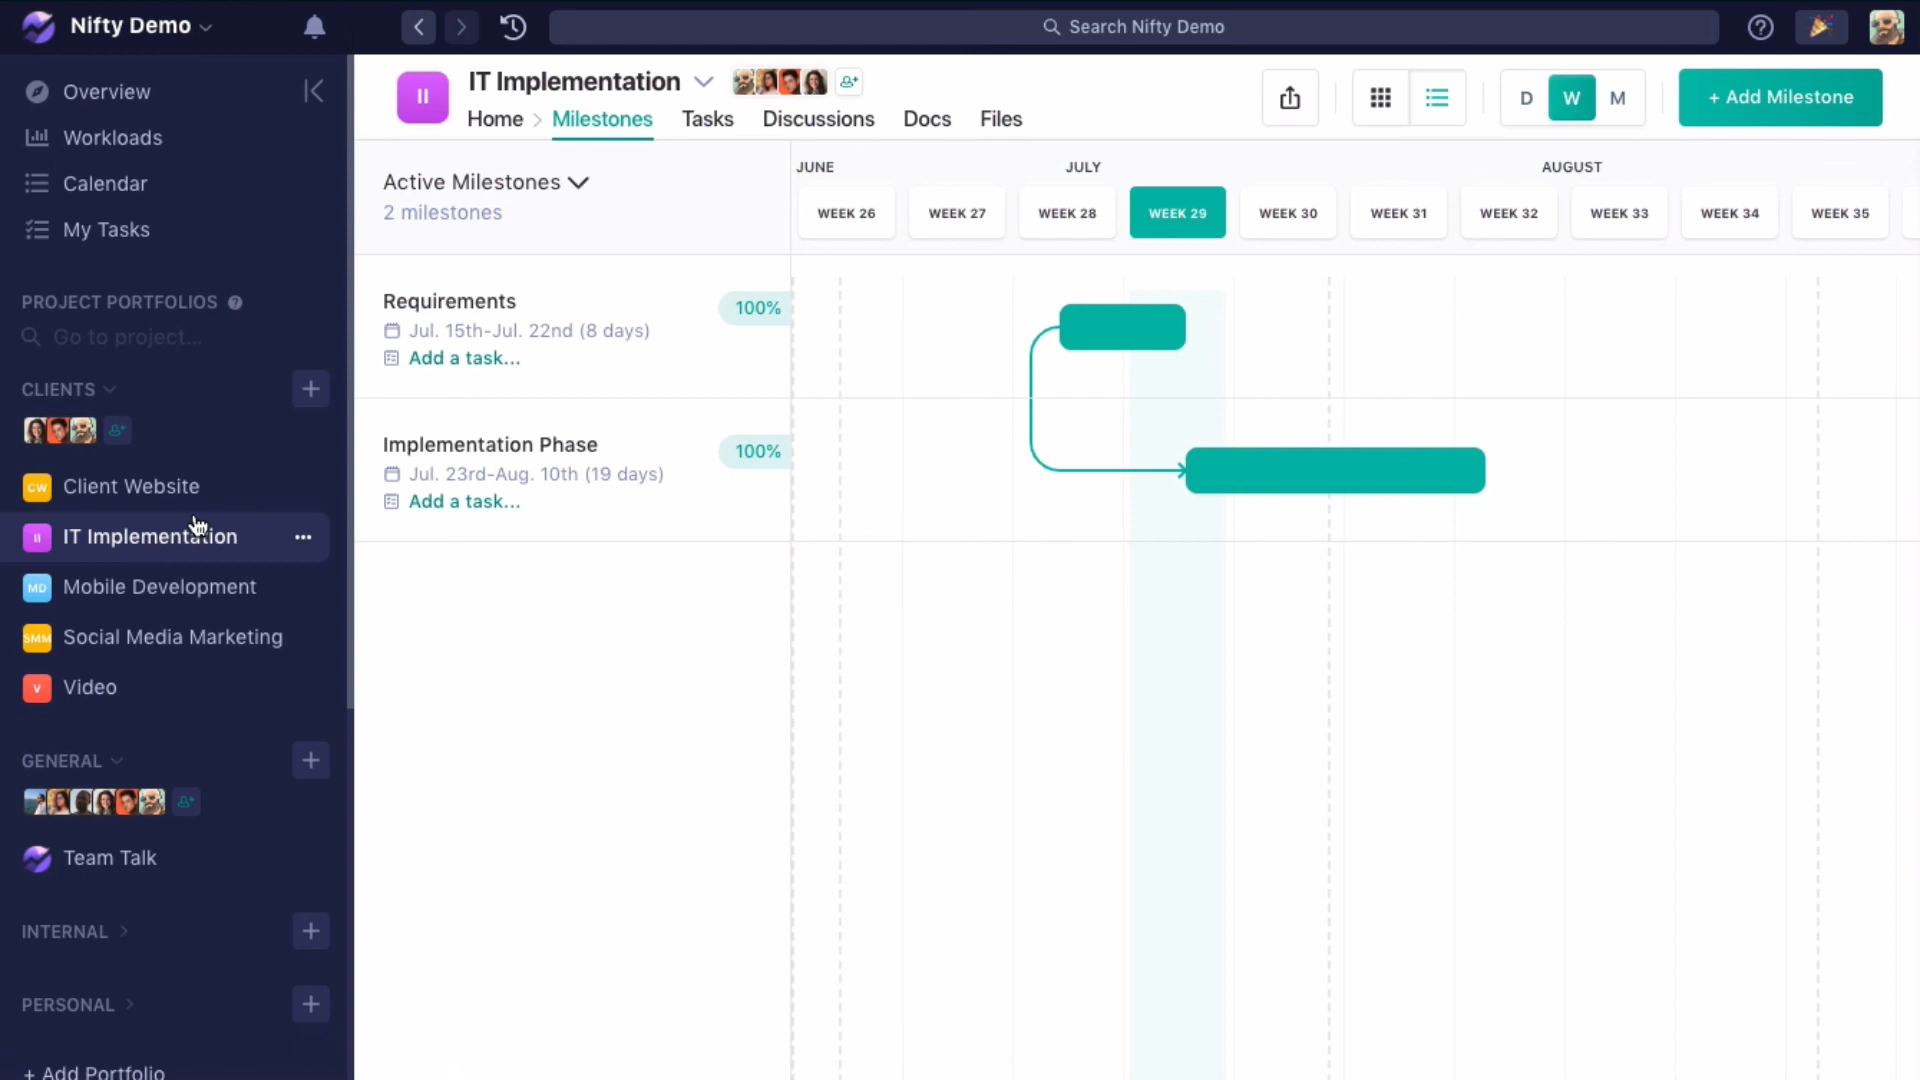 Nifty Demo
Search Nifty Demo
Overview
Workloads
Calendar
My Tasks
PROJECT PORTFOLIOS
Go to project...
CLIENTS
CW Client Website
II IT Implementation
MD Mobile Development
SMM Social Media Marketing
V Video
GENERAL
Team Talk
INTERNAL
PERSONAL
+ Add Portfolio
II
IT Implementation
Home > Milestones Tasks Discussions Docs Files
D W M
+ Add Milestone
Active Milestones
2 milestones
JUNE JULY AUGUST
WEEK 26 WEEK 27 WEEK 28 WEEK 29 WEEK 30 WEEK 31 WEEK 32 WEEK 33 WEEK 34 WEEK 35
Requirements
100%
Jul. 15th-Jul. 22nd (8 days)
Add a task...
Implementation Phase
100%
Jul. 23rd-Aug. 10th (19 days)
Add a task...